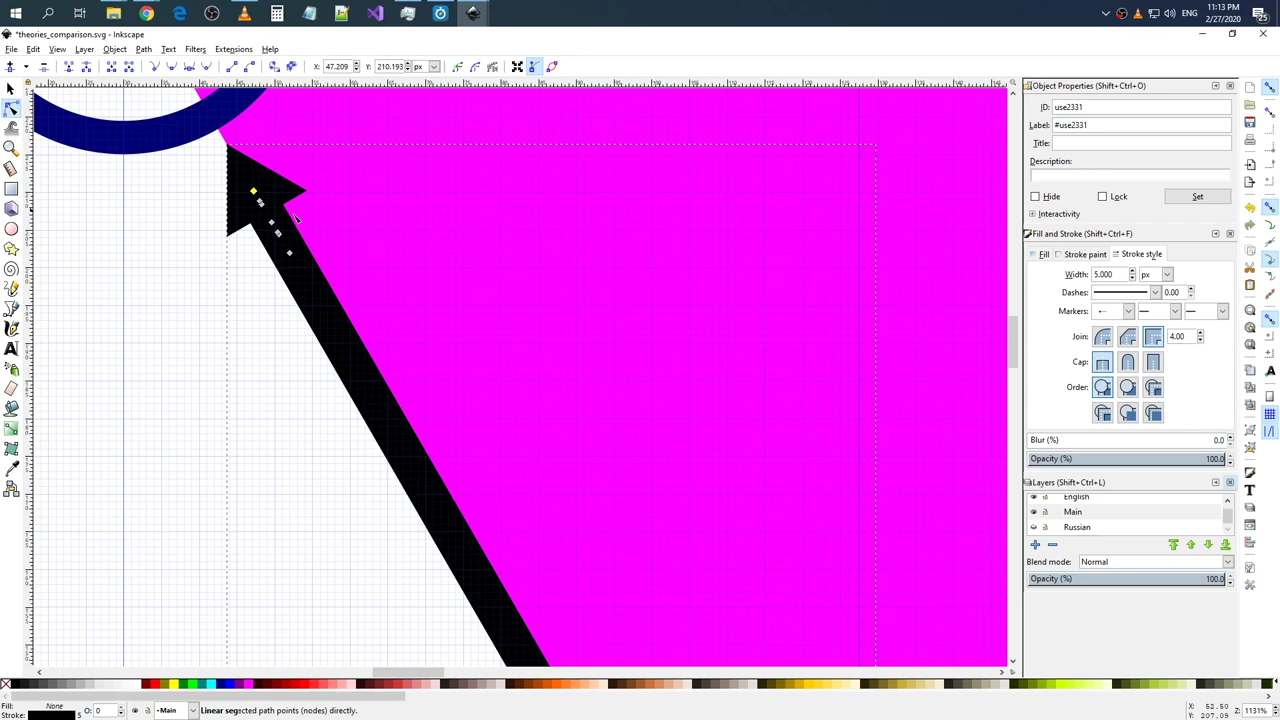 11:13 PM
ENG
2/27/2020
*theories_comparison.svg - Inkscape
File Edit View Layer Object Path Text Filters Extensions Help
X: 47.209 Y: 210.193 px
Object Properties (Shift+Ctrl+O)
ID: use2331
Label: #use2331
Title:
Description:
Hide Lock Set
Interactivity
Fill and Stroke (Shift+Ctrl+F)
Fill Stroke paint Stroke style
Width: 5.000 px
Dashes: 0.00
Markers:
Join: 4.00
Cap:
Order:
Blur (%) 0.0
Opacity (%) 100.0
Layers (Shift+Ctrl+L)
English
Main
Russian
Blend mode: Normal
Opacity (%) 100.0
Fill: None
Stroke:
O: 0
Main
Linear segected path points (nodes) directly.
X: 52.50
Y: 207.09
1131%